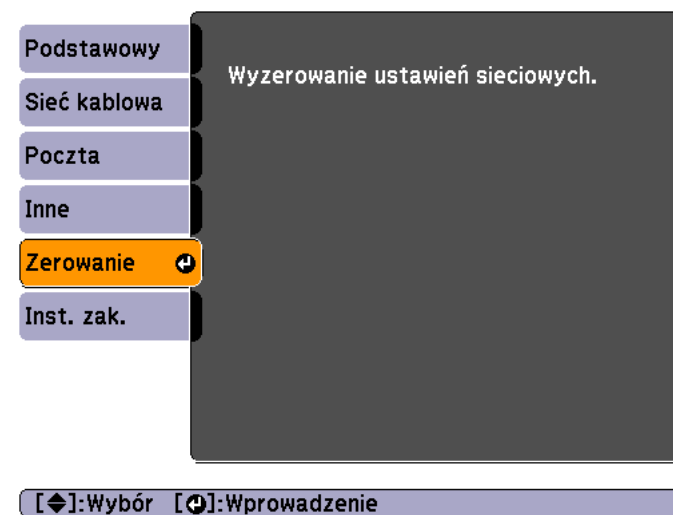 Podstawowy
Sieć kablowa
Poczta
Inne
Zerowanie
Inst. zak.
Wyzerowanie ustawień sieciowych.
[◆]:Wybór [⏎]:Wprowadzenie